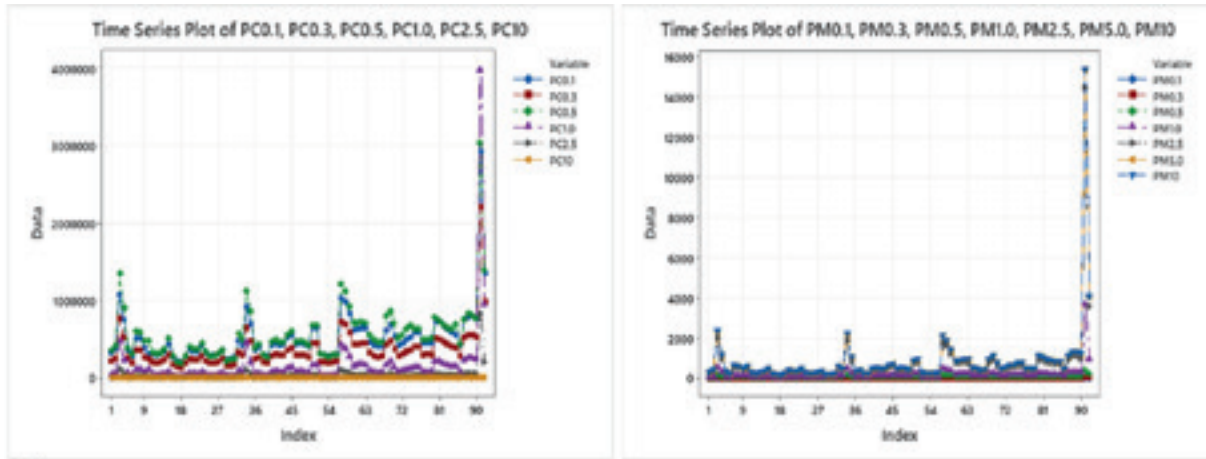 Time Series Plot of PC0.1, PC0.3, PC0.5, PC1.0, PC2.5, PC10
4000000
3000000
2000000
1000000
0
Data
1 9 18 27 36 45 54 63 72 81 90
Index
Variable
PC0.1
PC0.3
PC0.5
PC1.0
PC2.5
PC10
Time Series Plot of PM0.1, PM0.3, PM0.5, PM1.0, PM2.5, PM5.0, PM10
16000
14000
12000
10000
8000
6000
4000
2000
0
Data
1 9 18 27 36 45 54 63 72 81 90
Index
Variable
PM0.1
PM0.3
PM0.5
PM1.0
PM2.5
PM5.0
PM10